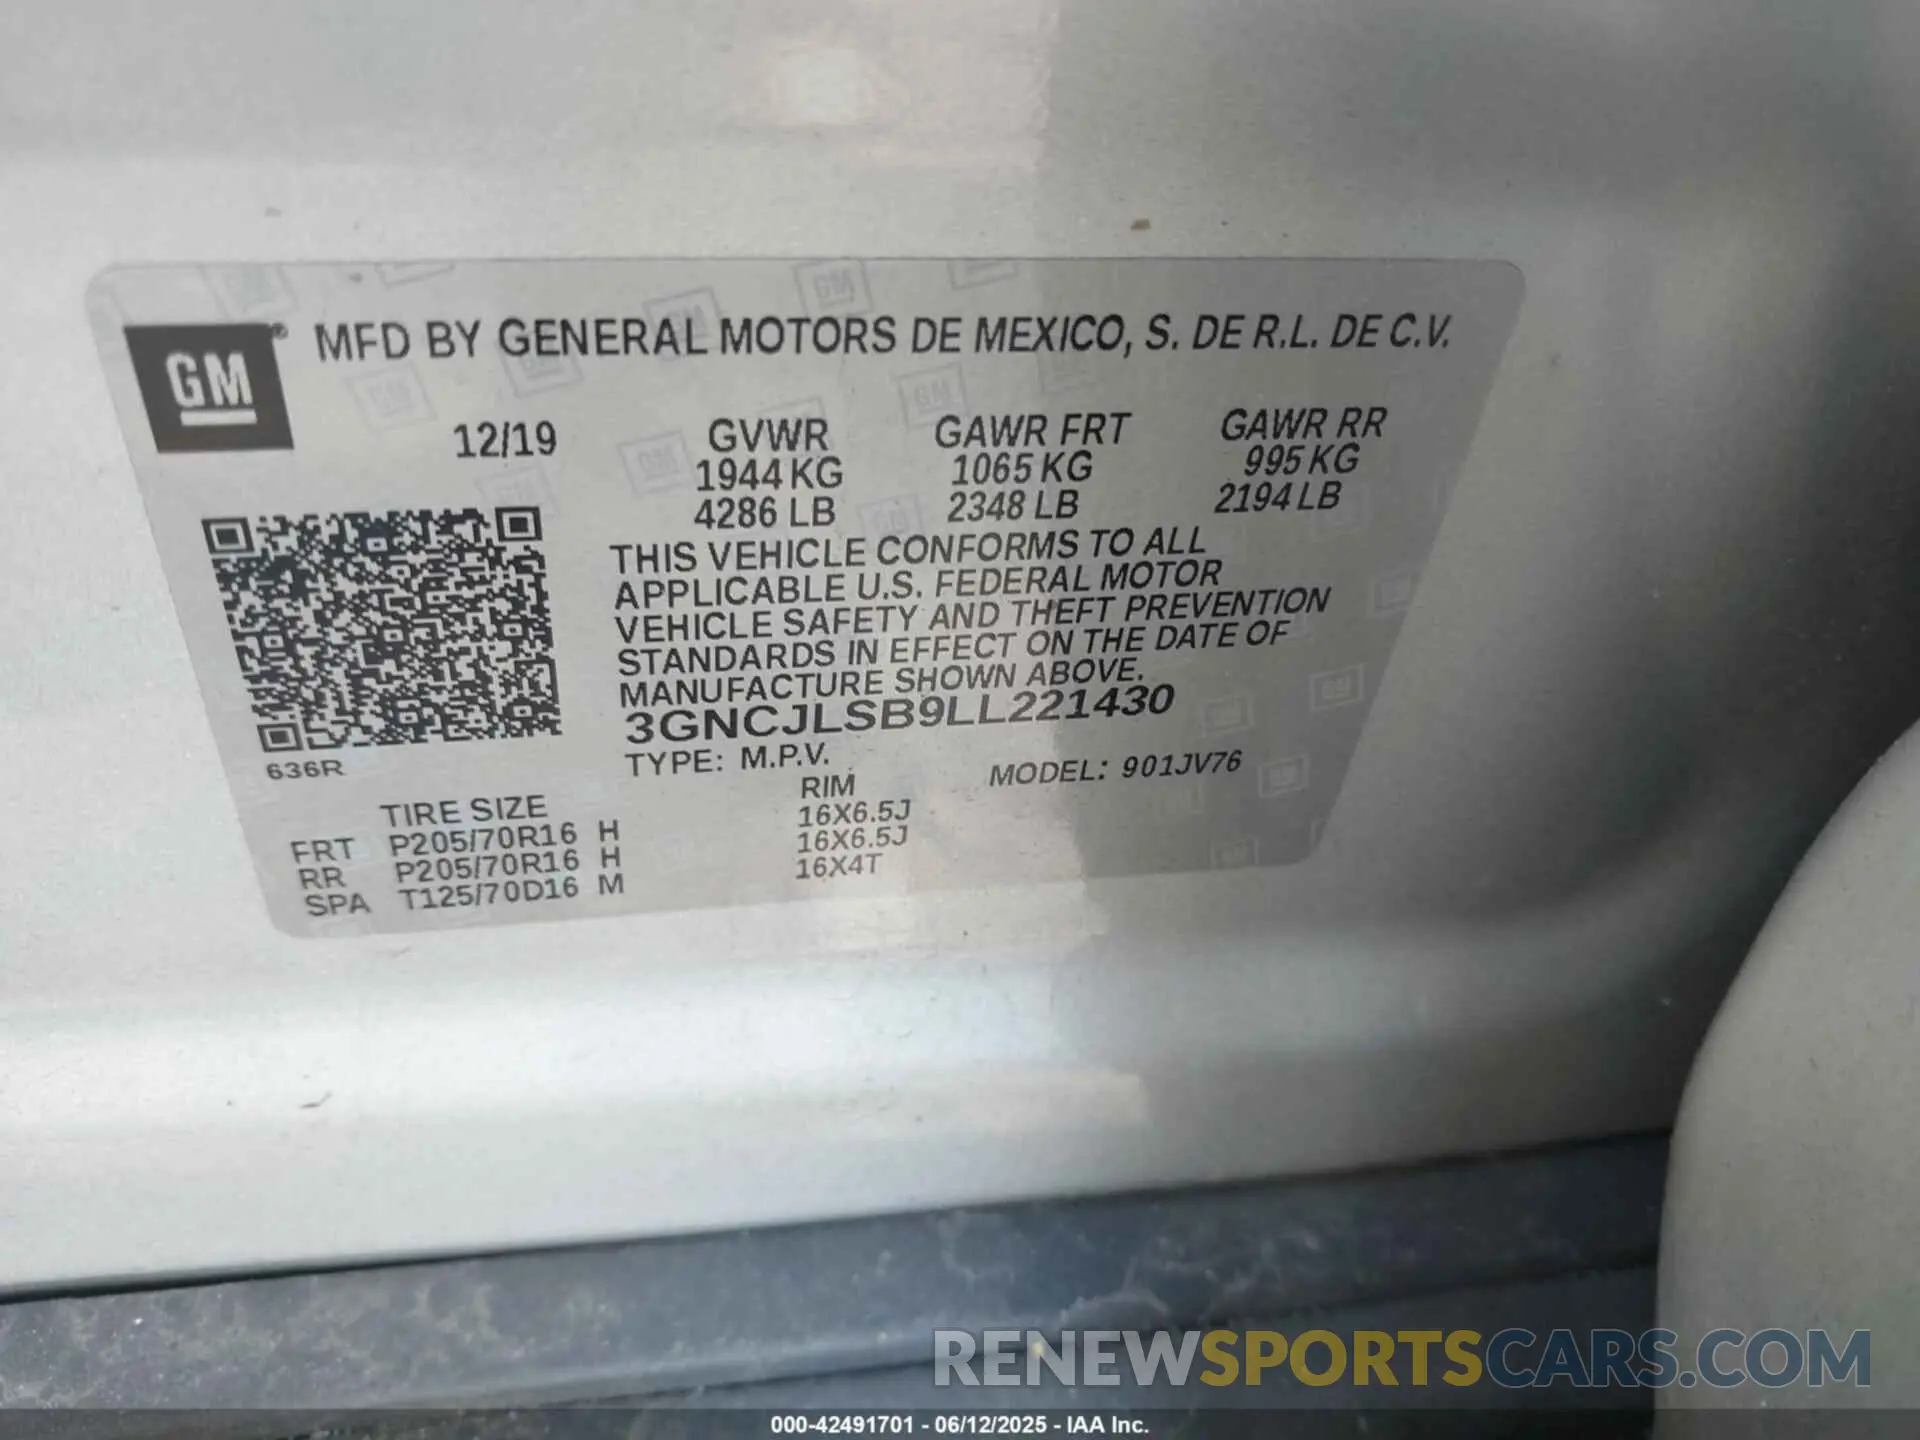 GM
MFD BY GENERAL MOTORS DE MEXICO, S. DE R.L. DE C.V.
12/19 GVWR GAWR FRT GAWR RR
1944 KG 1065 KG 995 KG
4286 LB 2348 LB 2194 LB
THIS VEHICLE CONFORMS TO ALL
APPLICABLE U.S. FEDERAL MOTOR
VEHICLE SAFETY AND THEFT PREVENTION
STANDARDS IN EFFECT ON THE DATE OF
MANUFACTURE SHOWN ABOVE.
3GNCJLSB9LL221430
636R
TYPE: M.P.V. MODEL: 901JV76
TIRE SIZE RIM
FRT P205/70R16 H 16X6.5J
RR P205/70R16 H 16X6.5J
SPA T125/70D16 M 16X4T
RENEWSPORTSCARS.COM
000-42491701 - 06/12/2025 - IAA Inc.